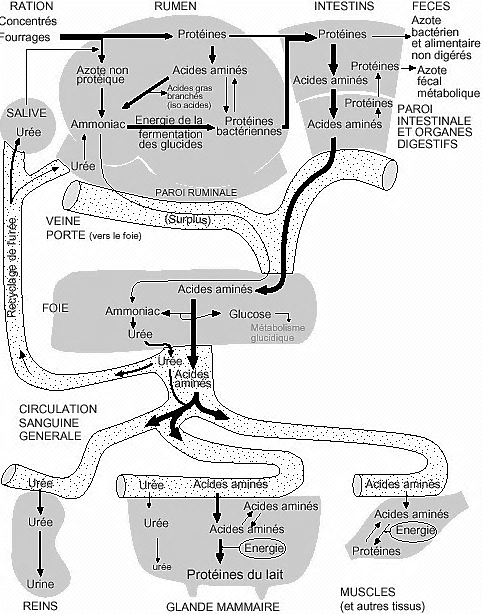 RATION
RUMEN
INTESTINS
FECES
Concentrés
Fourrages
Protéines
Protéines
Azote
bactérien
et alimentaire
non digérés
Azote non
protéique
Acides aminés
Acides aminés
Protéines
Azote
fécal
métabolique
Acides gras
branchés
(iso acides)
Protéines
SALIVE
Urée
Ammoniac
Energie de la
fermentation
des glucides
Protéines
bactériennes
Acides aminés
PAROI
INTESTINALE
ET ORGANES
DIGESTIFS
Urée
PAROI RUMINALE
(Surplus)
VEINE
PORTE (vers le foie)
Recyclage de l'urée
FOIE
Acides aminés
Ammoniac
Glucose
Urée
Métabolisme
glucidique
Urée
Acides
aminés
CIRCULATION
SANGUINE
GENERALE
Urée
Urée
Acides aminés
Acides aminés
Urée
Urée
Acides aminés
Acides aminés
Acides aminés
Energie
Energie
Protéines
urée
Urine
Protéines du lait
REINS
GLANDE MAMMAIRE
MUSCLES
(et autres tissus)